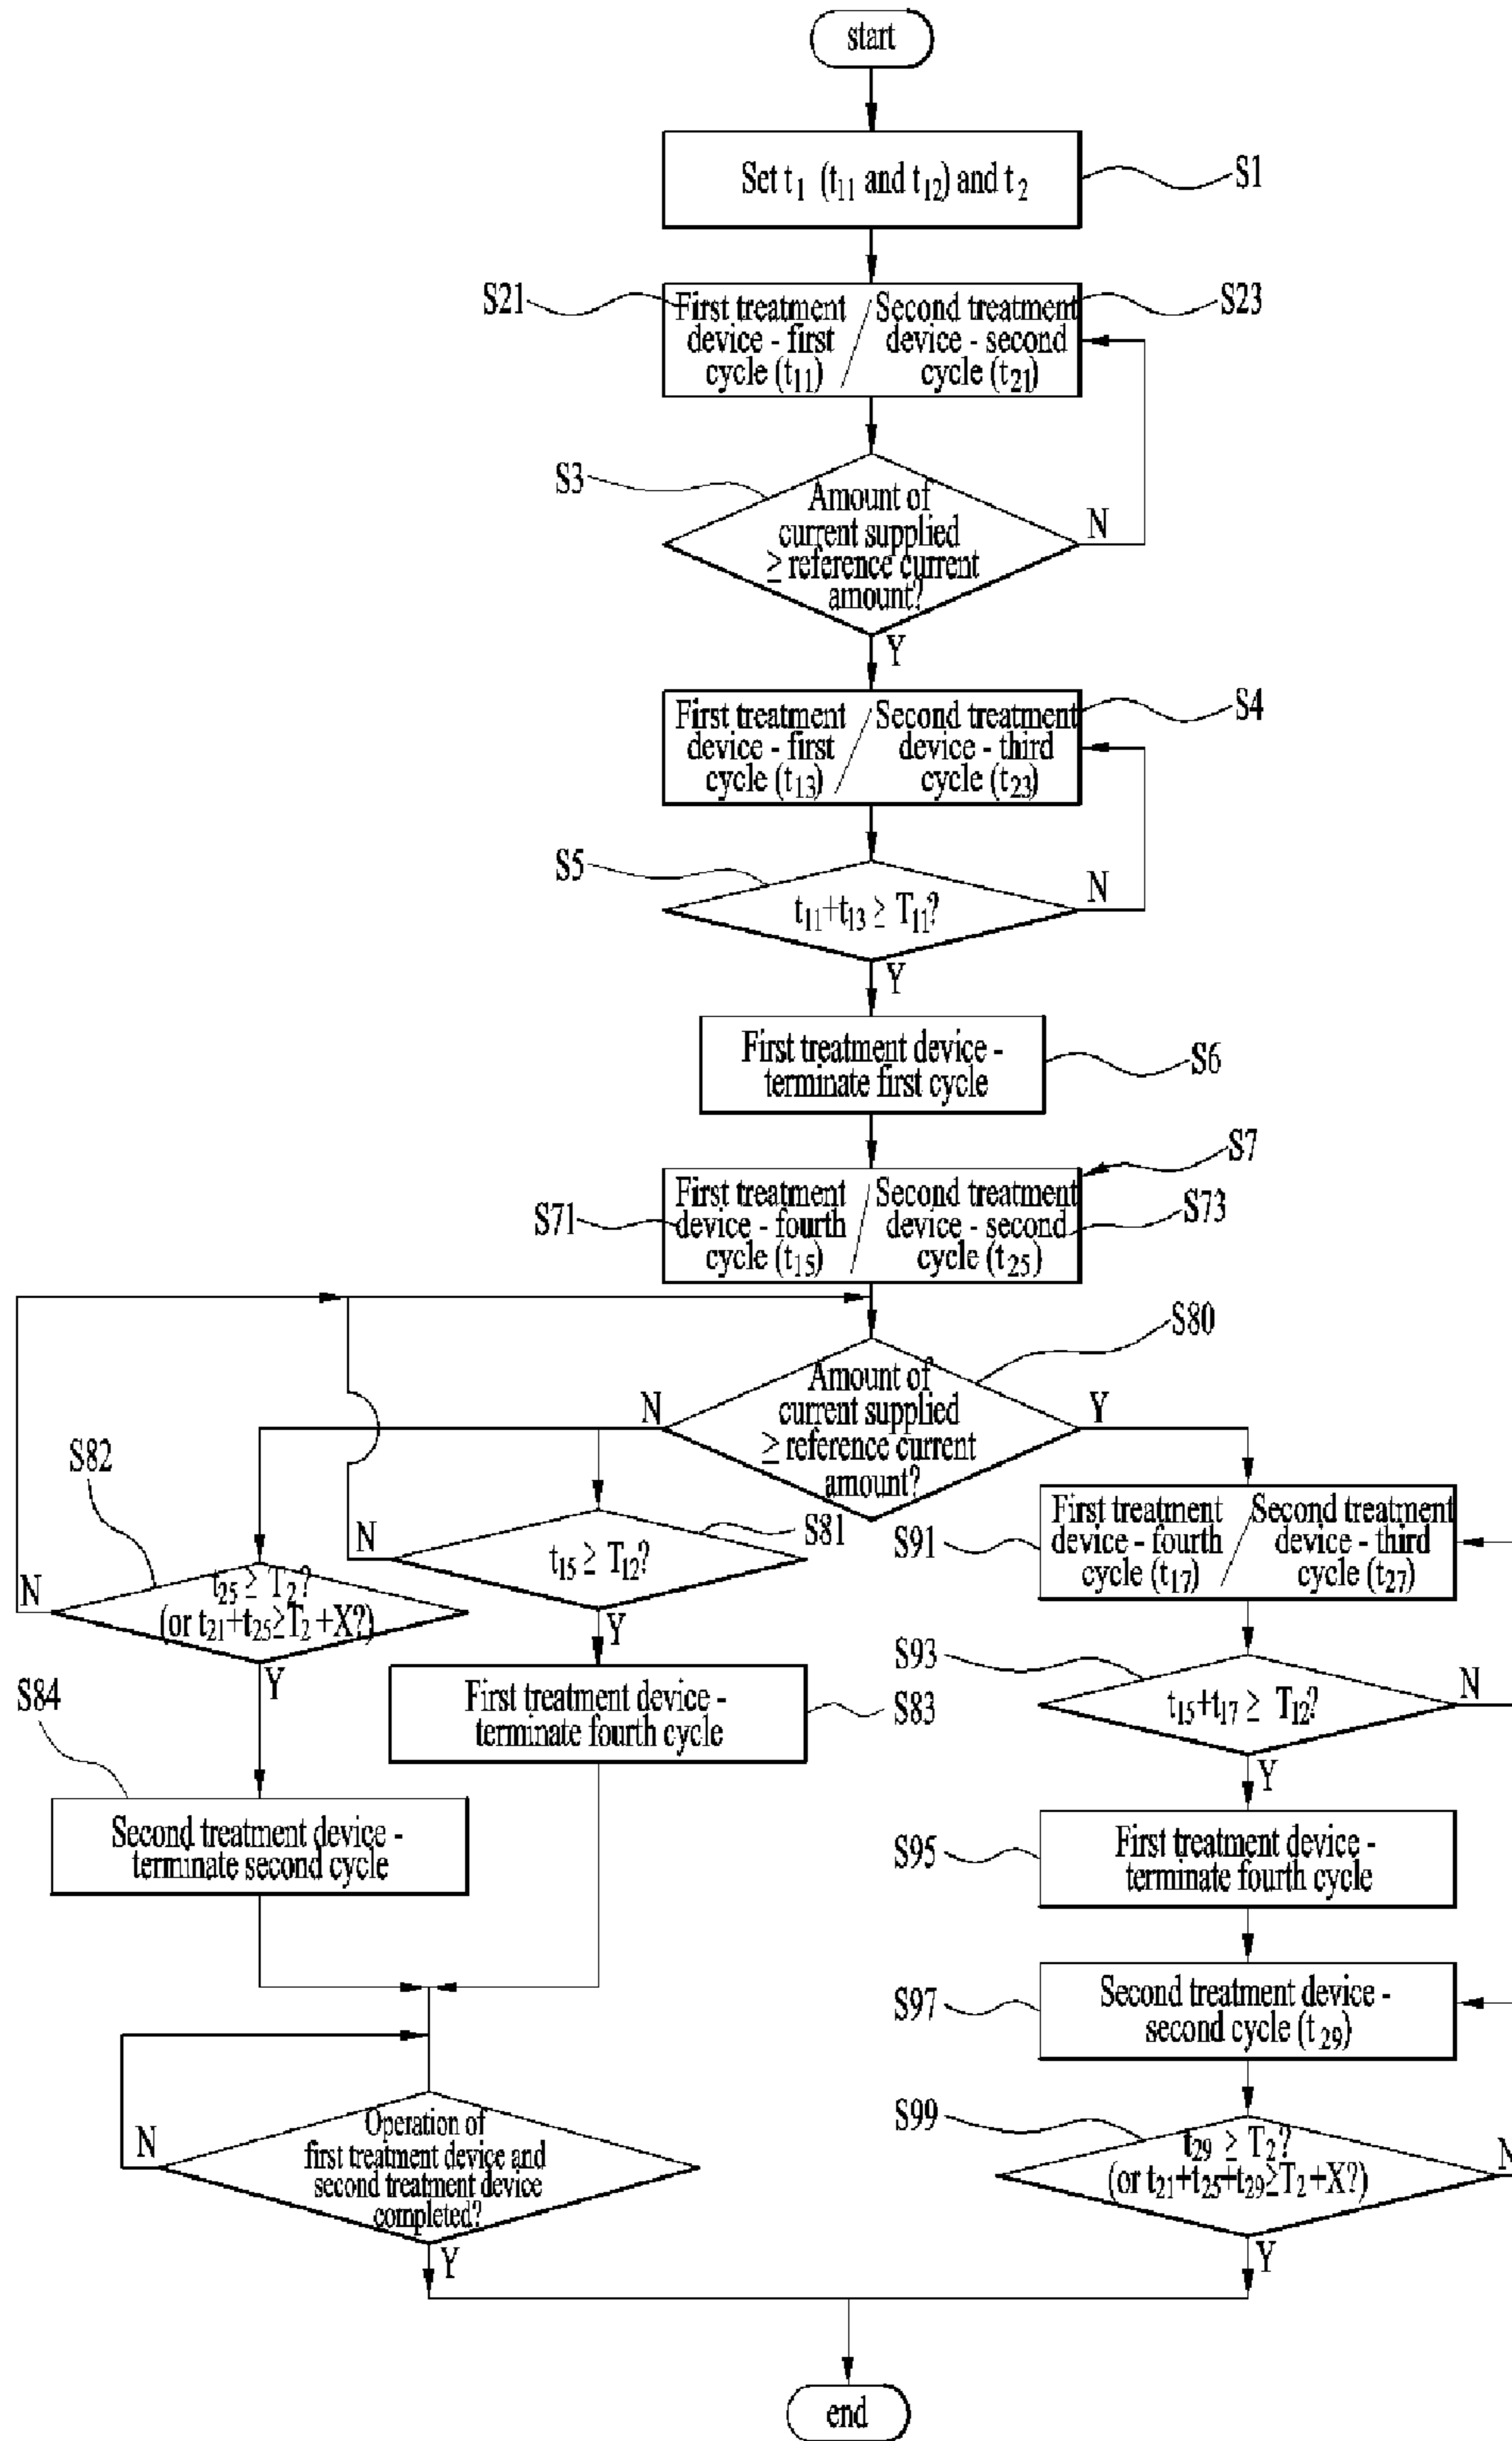 start
Set t₁ (t₁₁ and t₁₂) and t₂
S1
S21
First treatment
device - first
cycle (t₁₁)
Second treatment
device - second
cycle (t₂₁)
S23
S3
Amount of
current supplied
≥ reference current
amount?
N
Y
First treatment
device - first
cycle (t₁₃)
Second treatment
device - third
cycle (t₂₃)
S4
S5
t₁₁+t₁₃ ≥ T₁₁?
N
Y
First treatment device -
terminate first cycle
S6
S7
S71
First treatment
device - fourth
cycle (t₁₅)
Second treatment
device - second
cycle (t₂₅)
S73
S80
Amount of
current supplied
≥ reference current
amount?
N
Y
S82
t₂₅ ≥ T₂?
(or t₂₁+t₂₅≥T₂ +X?)
N
Y
S81
t₁₅ ≥ T₁₂?
N
Y
S91
First treatment
device - fourth
cycle (t₁₇)
Second treatment
device - third
cycle (t₂₇)
S93
t₁₅+t₁₇ ≥ T₁₂?
N
Y
S84
Second treatment device -
terminate second cycle
First treatment device -
terminate fourth cycle
S83
S95
First treatment device -
terminate fourth cycle
S97
Second treatment device -
second cycle (t₂₉)
S99
t₂₉ ≥ T₂?
(or t₂₁+t₂₅+t₂₉≥T₂ +X?)
N
Y
Operation of
first treatment device and
second treatment device
completed?
N
Y
end